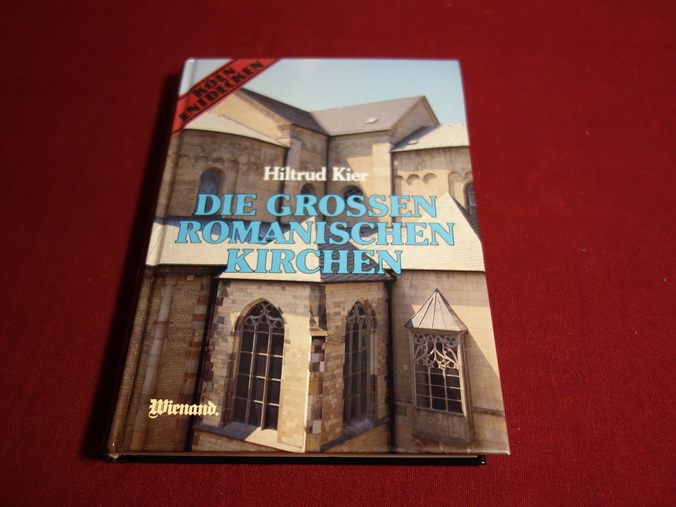 KÖLN
ENTDECKEN
Hiltrud Kier
DIE GROSSEN
ROMANISCHEN
KIRCHEN
Wienand.